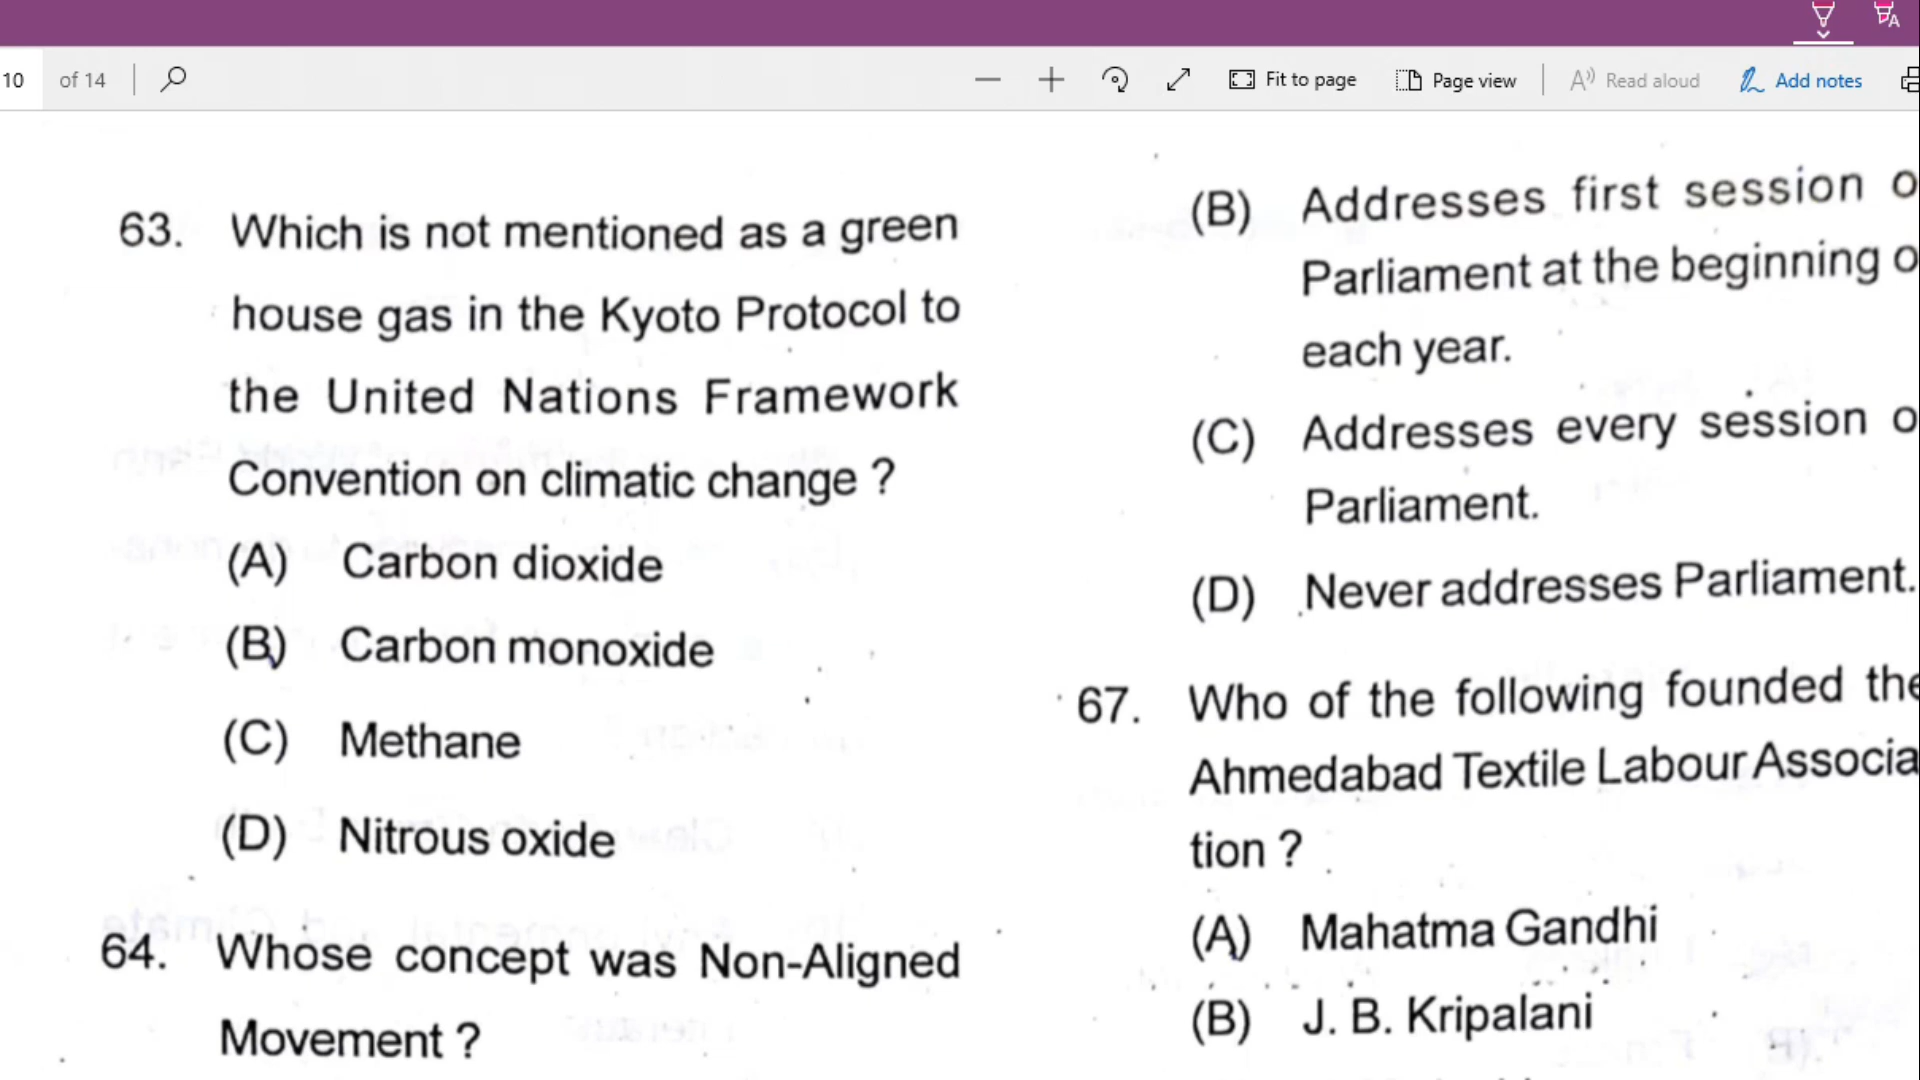 10 of 14
Fit to page
Page view
Read aloud
Add notes
63. Which is not mentioned as a green
house gas in the Kyoto Protocol to
the United Nations Framework
Convention on climatic change ?
(A) Carbon dioxide
(B) Carbon monoxide
(C) Methane
(D) Nitrous oxide
64. Whose concept was Non-Aligned
Movement ?
(B) Addresses first session o
Parliament at the beginning o
each year.
(C) Addresses every session o
Parliament.
(D) Never addresses Parliament.
67. Who of the following founded the
Ahmedabad Textile Labour Associa
tion ?
(A) Mahatma Gandhi
(B) J. B. Kripalani